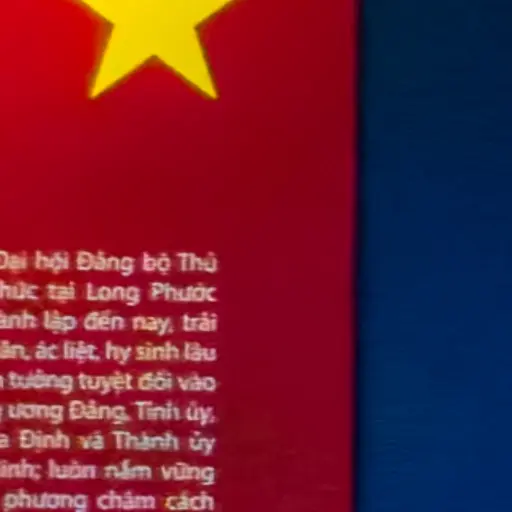 Đại hội Đảng bộ Thủ
chức tại Long Phước
ành lập đến nay, trải
ăn, ác liệt, hy sinh lâu
tưởng tuyệt đối vào
ương Đảng, Tỉnh ủy,
a Định và Thành ủy
inh; luôn nắm vững
phương châm cách